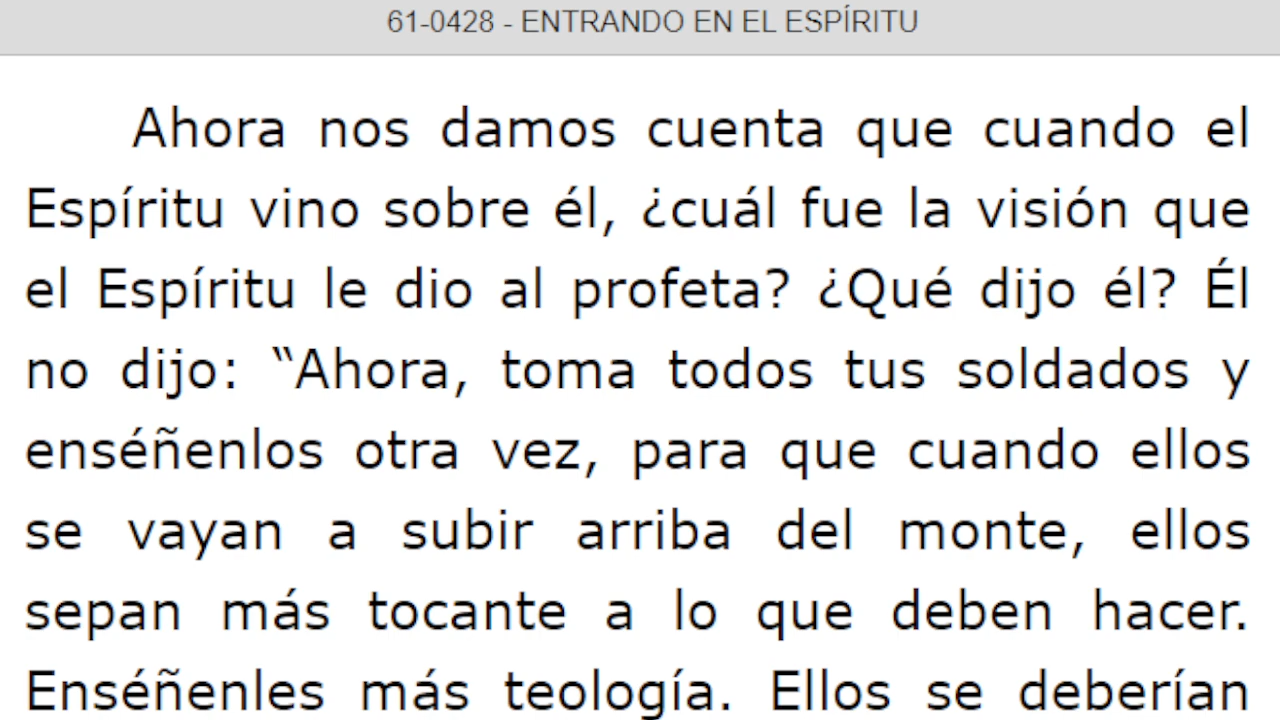 61-0428 - ENTRANDO EN EL ESPÍRITU
Ahora nos damos cuenta que cuando el
Espíritu vino sobre él, ¿cuál fue la visión que
el Espíritu le dio al profeta? ¿Qué dijo él? Él
no dijo: “Ahora, toma todos tus soldados y
enséñenlos otra vez, para que cuando ellos
se vayan a subir arriba del monte, ellos
sepan más tocante a lo que deben hacer.
Enséñenles más teología. Ellos se deberían